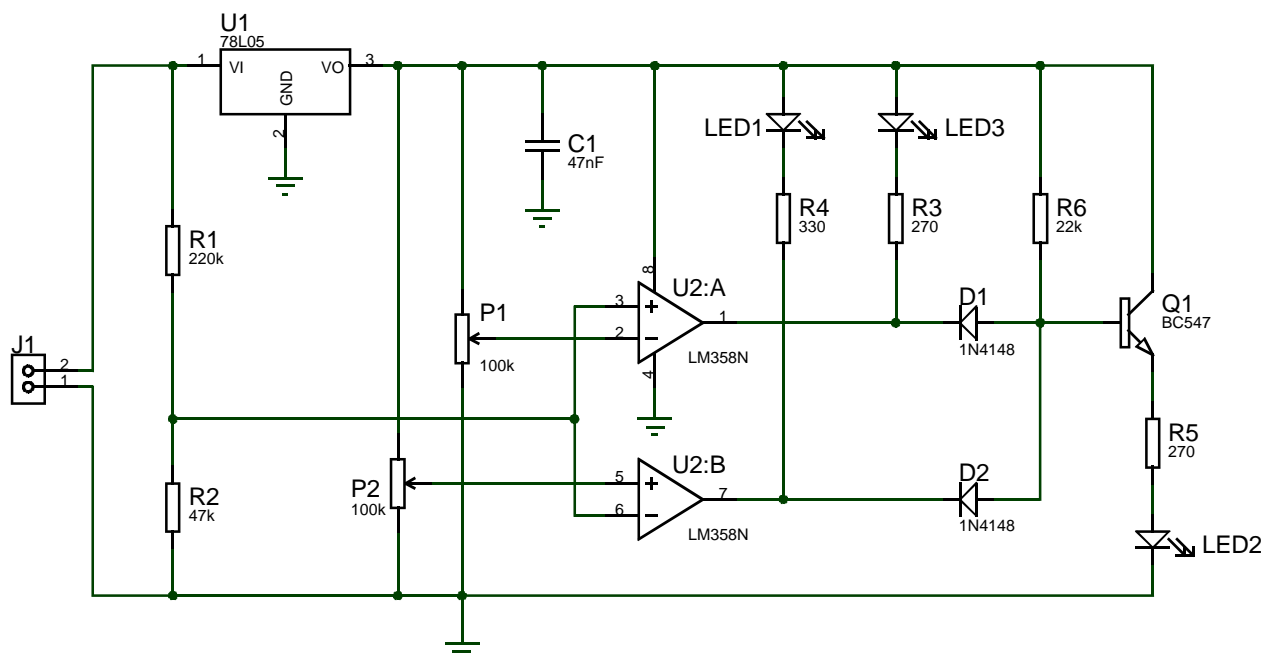 U1
78L05
1
VI
VO
3
GND
2
C1
47nF
LED1
LED3
R4
330
R3
270
R6
22k
R1
220k
P1
100k
8
3
2
U2:A
1
LM358N
4
D1
1N4148
Q1
BC547
J1
2
1
R5
270
P2
100k
R2
47k
5
6
U2:B
7
LM358N
D2
1N4148
LED2